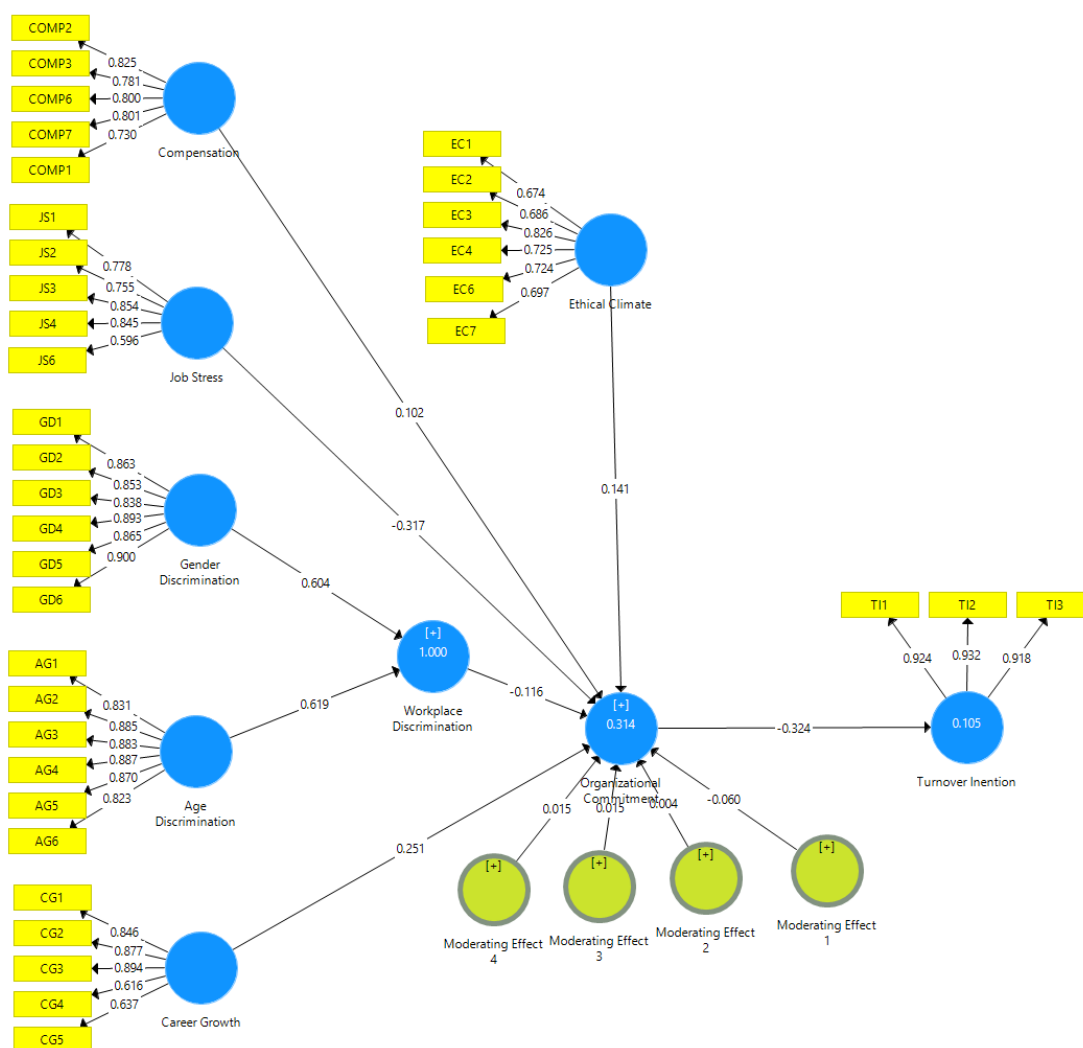 COMP2
COMP3
COMP6
COMP7
COMP1
0.825
0.781
0.800
0.801
0.730
Compensation
JS1
JS2
JS3
JS4
JS6
0.778
0.755
0.854
0.845
0.596
Job Stress
GD1
GD2
GD3
GD4
GD5
GD6
0.863
0.853
0.838
0.893
0.865
0.900
Gender
Discrimination
AG1
AG2
AG3
AG4
AG5
AG6
0.831
0.885
0.883
0.887
0.870
0.823
Age
Discrimination
CG1
CG2
CG3
CG4
CG5
0.846
0.877
0.894
0.616
0.637
Career Growth
EC1
EC2
EC3
EC4
EC6
EC7
0.674
0.686
0.826
0.725
0.724
0.697
Ethical Climate
0.102
-0.317
0.141
0.604
0.619
[+]
1.000
Workplace
Discrimination
-0.116
0.251
[+]
0.314
Organizational
Commitment
-0.324
TI1
TI2
TI3
0.924
0.932
0.918
0.105
Turnover Inention
0.015
0.015
0.004
-0.060
[+]
Moderating Effect
4
[+]
Moderating Effect
3
[+]
Moderating Effect
2
[+]
Moderating Effect
1